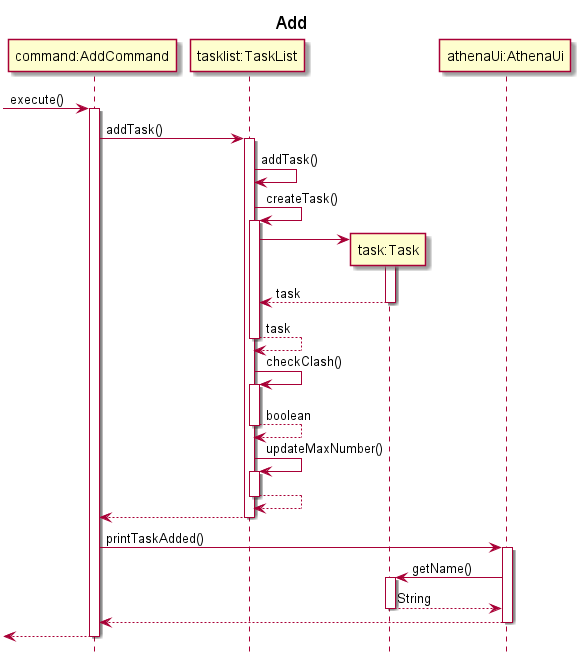 Add
command:AddCommand
tasklist:TaskList
athenaUi:AthenaUi
execute()
addTask()
addTask()
createTask()
task:Task
task
task
checkClash()
boolean
updateMaxNumber()
printTaskAdded()
getName()
String